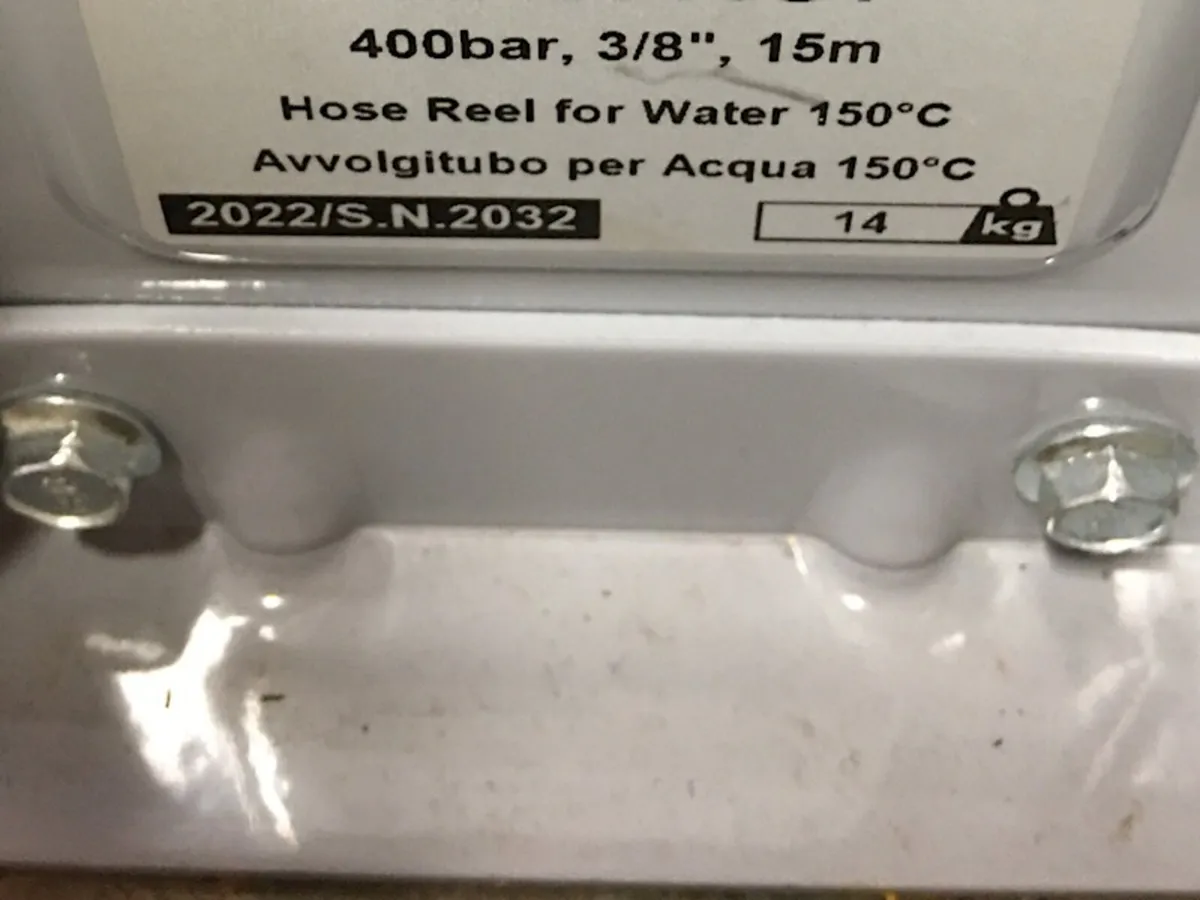 400bar, 3/8", 15m
Hose Reel for Water 150°C
Avvolgitubo per Acqua 150°C
2022/S.N.2032
14 kg